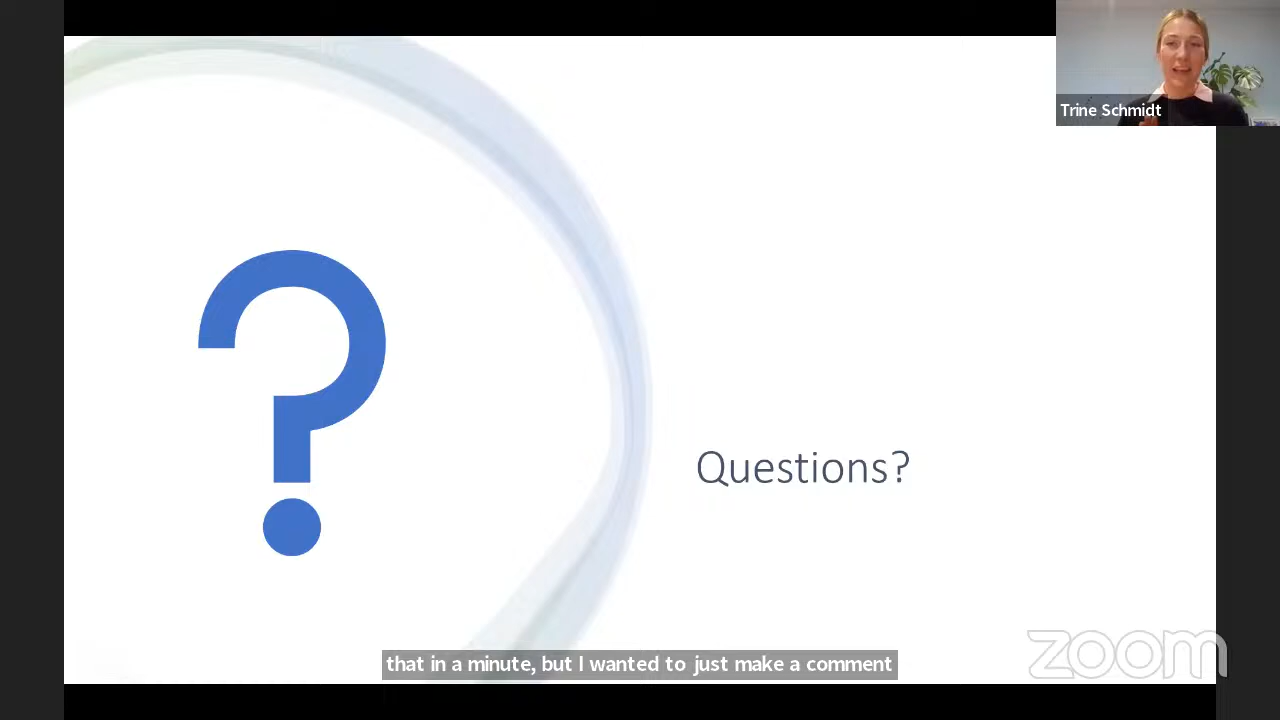 Trine Schmidt
?
Questions?
that in a minute, but I wanted to just make a comment
zoom